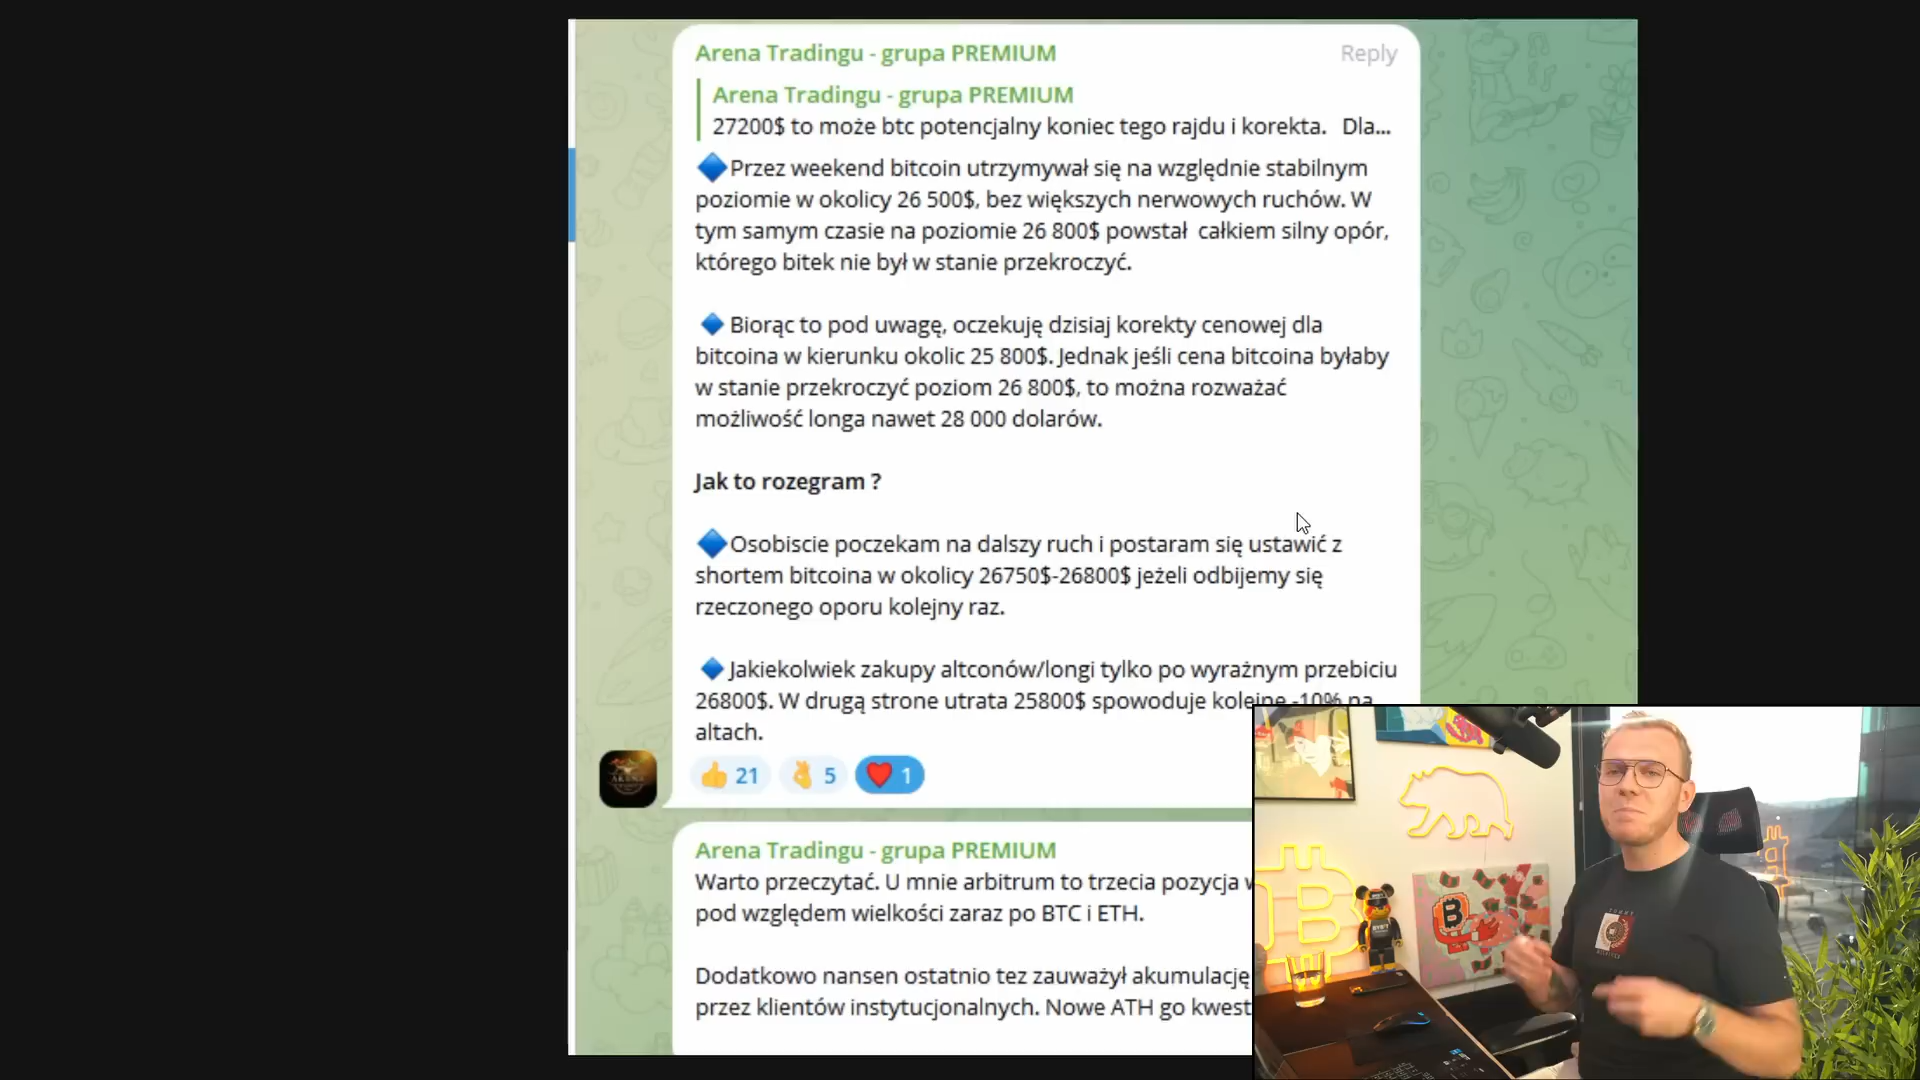 Arena Tradingu - grupa PREMIUM
Reply
Arena Tradingu - grupa PREMIUM
27200$ to może btc potencjalny koniec tego rajdu i korekta. Dla...
Przez weekend bitcoin utrzymywał się na względnie stabilnym
poziomie w okolicy 26 500$, bez większych nerwowych ruchów. W
tym samym czasie na poziomie 26 800$ powstał całkiem silny opór,
którego bitek nie był w stanie przekroczyć.
Biorąc to pod uwagę, oczekuję dzisiaj korekty cenowej dla
bitcoina w kierunku okolic 25 800$. Jednak jeśli cena bitcoina byłaby
w stanie przekroczyć poziom 26 800$, to można rozważać
możliwość longa nawet 28 000 dolarów.
Jak to rozegram ?
Osobiscie poczekam na dalszy ruch i postaram się ustawić z
shortem bitcoina w okolicy 26750$-26800$ jeżeli odbijemy się
rzeczonego oporu kolejny raz.
Jakiekolwiek zakupy altconów/longi tylko po wyrażnym przebiciu
26800$. W drugą strone utrata 25800$ spowoduje kolejne -10% na
altach.
21
5
1
Arena Tradingu - grupa PREMIUM
Warto przeczytać. U mnie arbitrum to trzecia pozycja
pod względem wielkości zaraz po BTC i ETH.
Dodatkowo nansen ostatnio tez zauważył akumulację
przez klientów instytucjonalnych. Nowe ATH go kwest